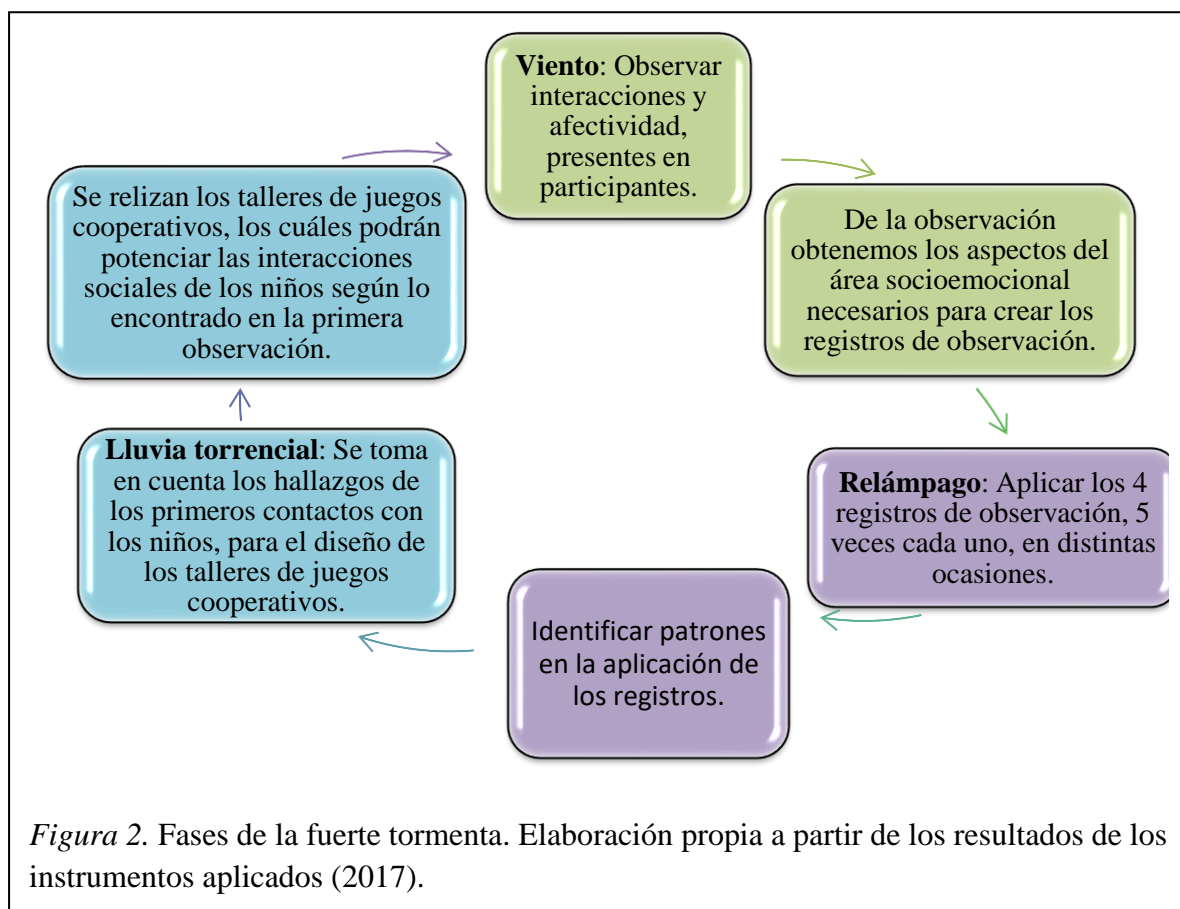 Viento: Observar
interacciones y
afectividad,
presentes en
participantes.
De la observación
obtenemos los aspectos del
área socioemocional
necesarios para crear los
registros de observación.
Relámpago: Aplicar los 4
registros de observación, 5
veces cada uno, en distintas
ocasiones.
Identificar patrones
en la aplicación de
los registros.
Lluvia torrencial: Se toma
en cuenta los hallazgos de
los primeros contactos con
los niños, para el diseño de
los talleres de juegos
cooperativos.
Se relizan los talleres de juegos
cooperativos, los cuáles podrán
potenciar las interacciones
sociales de los niños según lo
encontrado en la primera
observación.
Figura 2. Fases de la fuerte tormenta. Elaboración propia a partir de los resultados de los
instrumentos aplicados (2017).